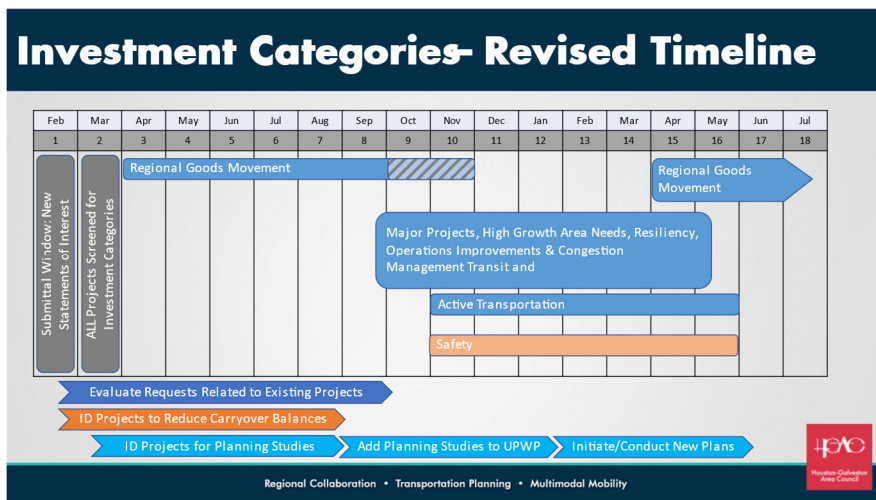 Investment Categories– Revised Timeline
Feb Mar Apr May Jun Jul Aug Sep Oct Nov Dec Jan Feb Mar Apr May Jun Jul
1 2 3 4 5 6 7 8 9 10 11 12 13 14 15 16 17 18
Submittal Window: New
Statements of Interest
ALL Projects Screened for
Investment Categories
Regional Goods Movement
Regional Goods
Movement
Major Projects, High Growth Area Needs, Resiliency,
Operations Improvements & Congestion
Management Transit and
Active Transportation
Safety
Evaluate Requests Related to Existing Projects
ID Projects to Reduce Carryover Balances
ID Projects for Planning Studies
Add Planning Studies to UPWP
Initiate/Conduct New Plans
Regional Collaboration • Transportation Planning • Multimodal Mobility
Houston-Galveston
Area Council